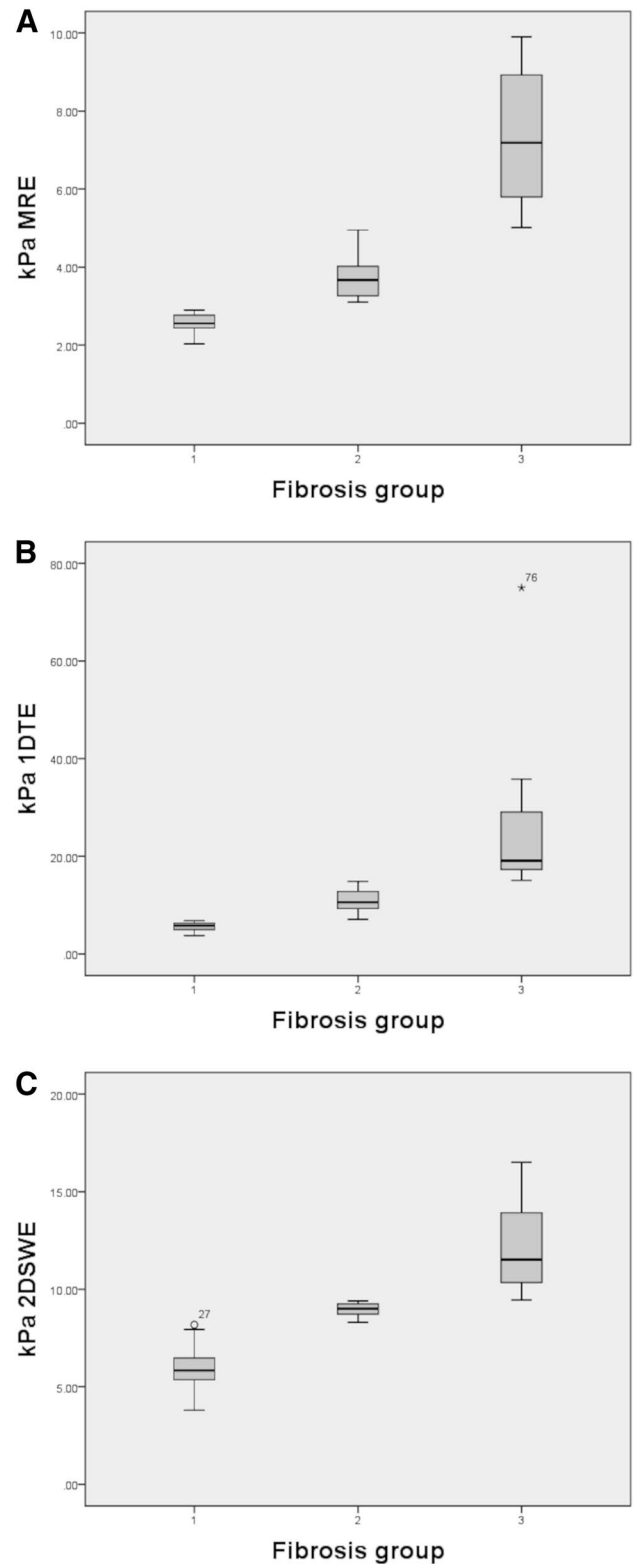 A
10.00
8.00
6.00
4.00
2.00
.00
kPa MRE
1 2 3
Fibrosis group
B
80.00
60.00
40.00
20.00
.00
kPa 1DTE
76
1 2 3
Fibrosis group
C
20.00
15.00
10.00
5.00
.00
kPa 2DSWE
27
1 2 3
Fibrosis group